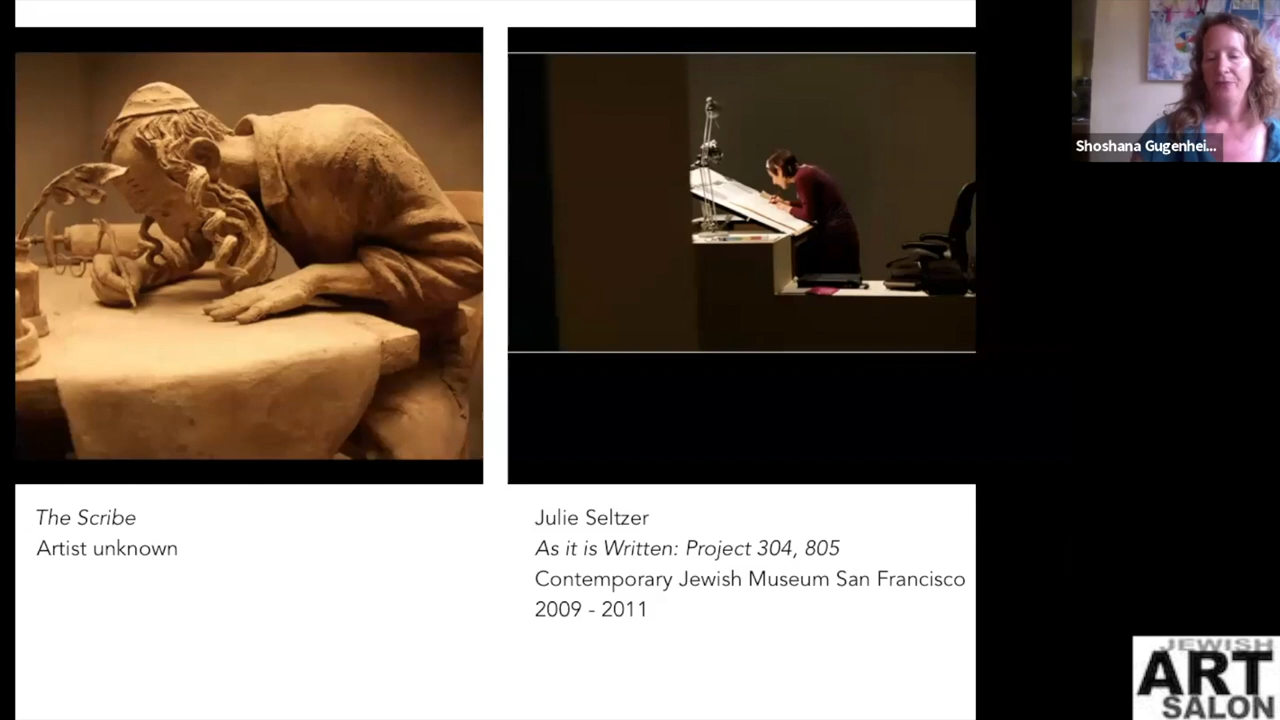 Shoshana Gugenhei...
The Scribe
Artist unknown
Julie Seltzer
As it is Written: Project 304, 805
Contemporary Jewish Museum San Francisco
2009 - 2011
JEWISH
ART
SALON